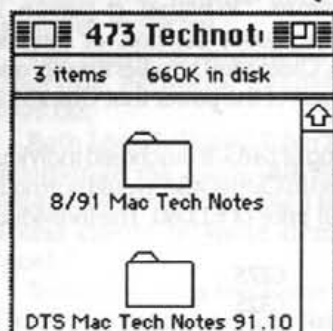 473 Technot
3 items 660K in disk
8/91 Mac Tech Notes
DTS Mac Tech Notes 91.10